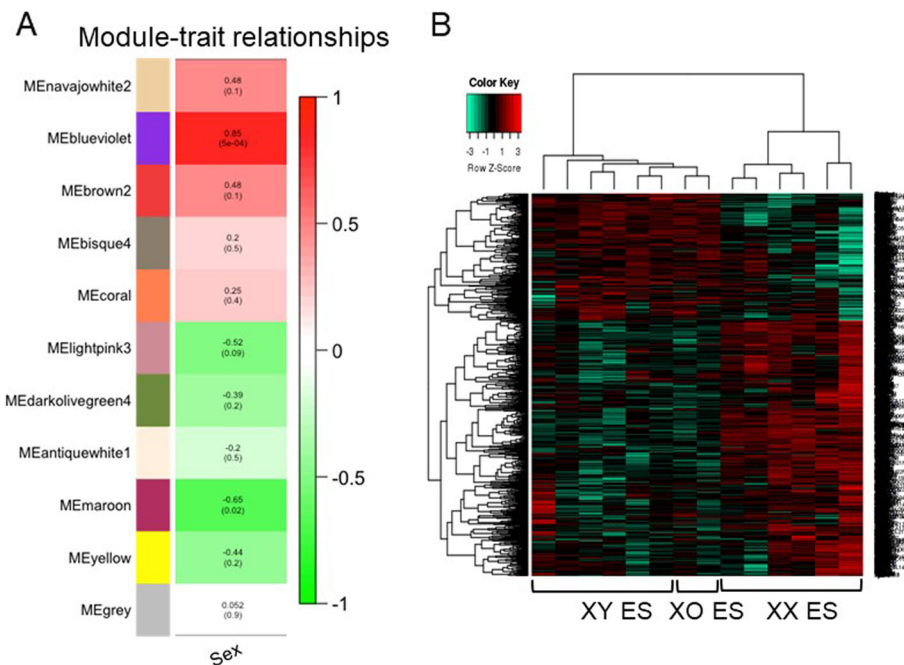 A
Module-trait relationships
MEnavajowhite2
0.48
(0.1)
MEblueviolet
0.85
(5e-04)
MEbrown2
0.48
(0.1)
MEbisque4
0.2
(0.5)
MEcoral
0.25
(0.4)
MElightpink3
-0.52
(0.09)
MEdarkolivegreen4
-0.39
(0.2)
MEantiquewhite1
-0.2
(0.5)
MEmaroon
-0.65
(0.02)
MEyellow
-0.44
(0.2)
MEgrey
0.052
(0.9)
Sex
1
0.5
0
-0.5
-1
B
Color Key
-3 -1 1 3
Row Z-Score
XY ES XO ES XX ES